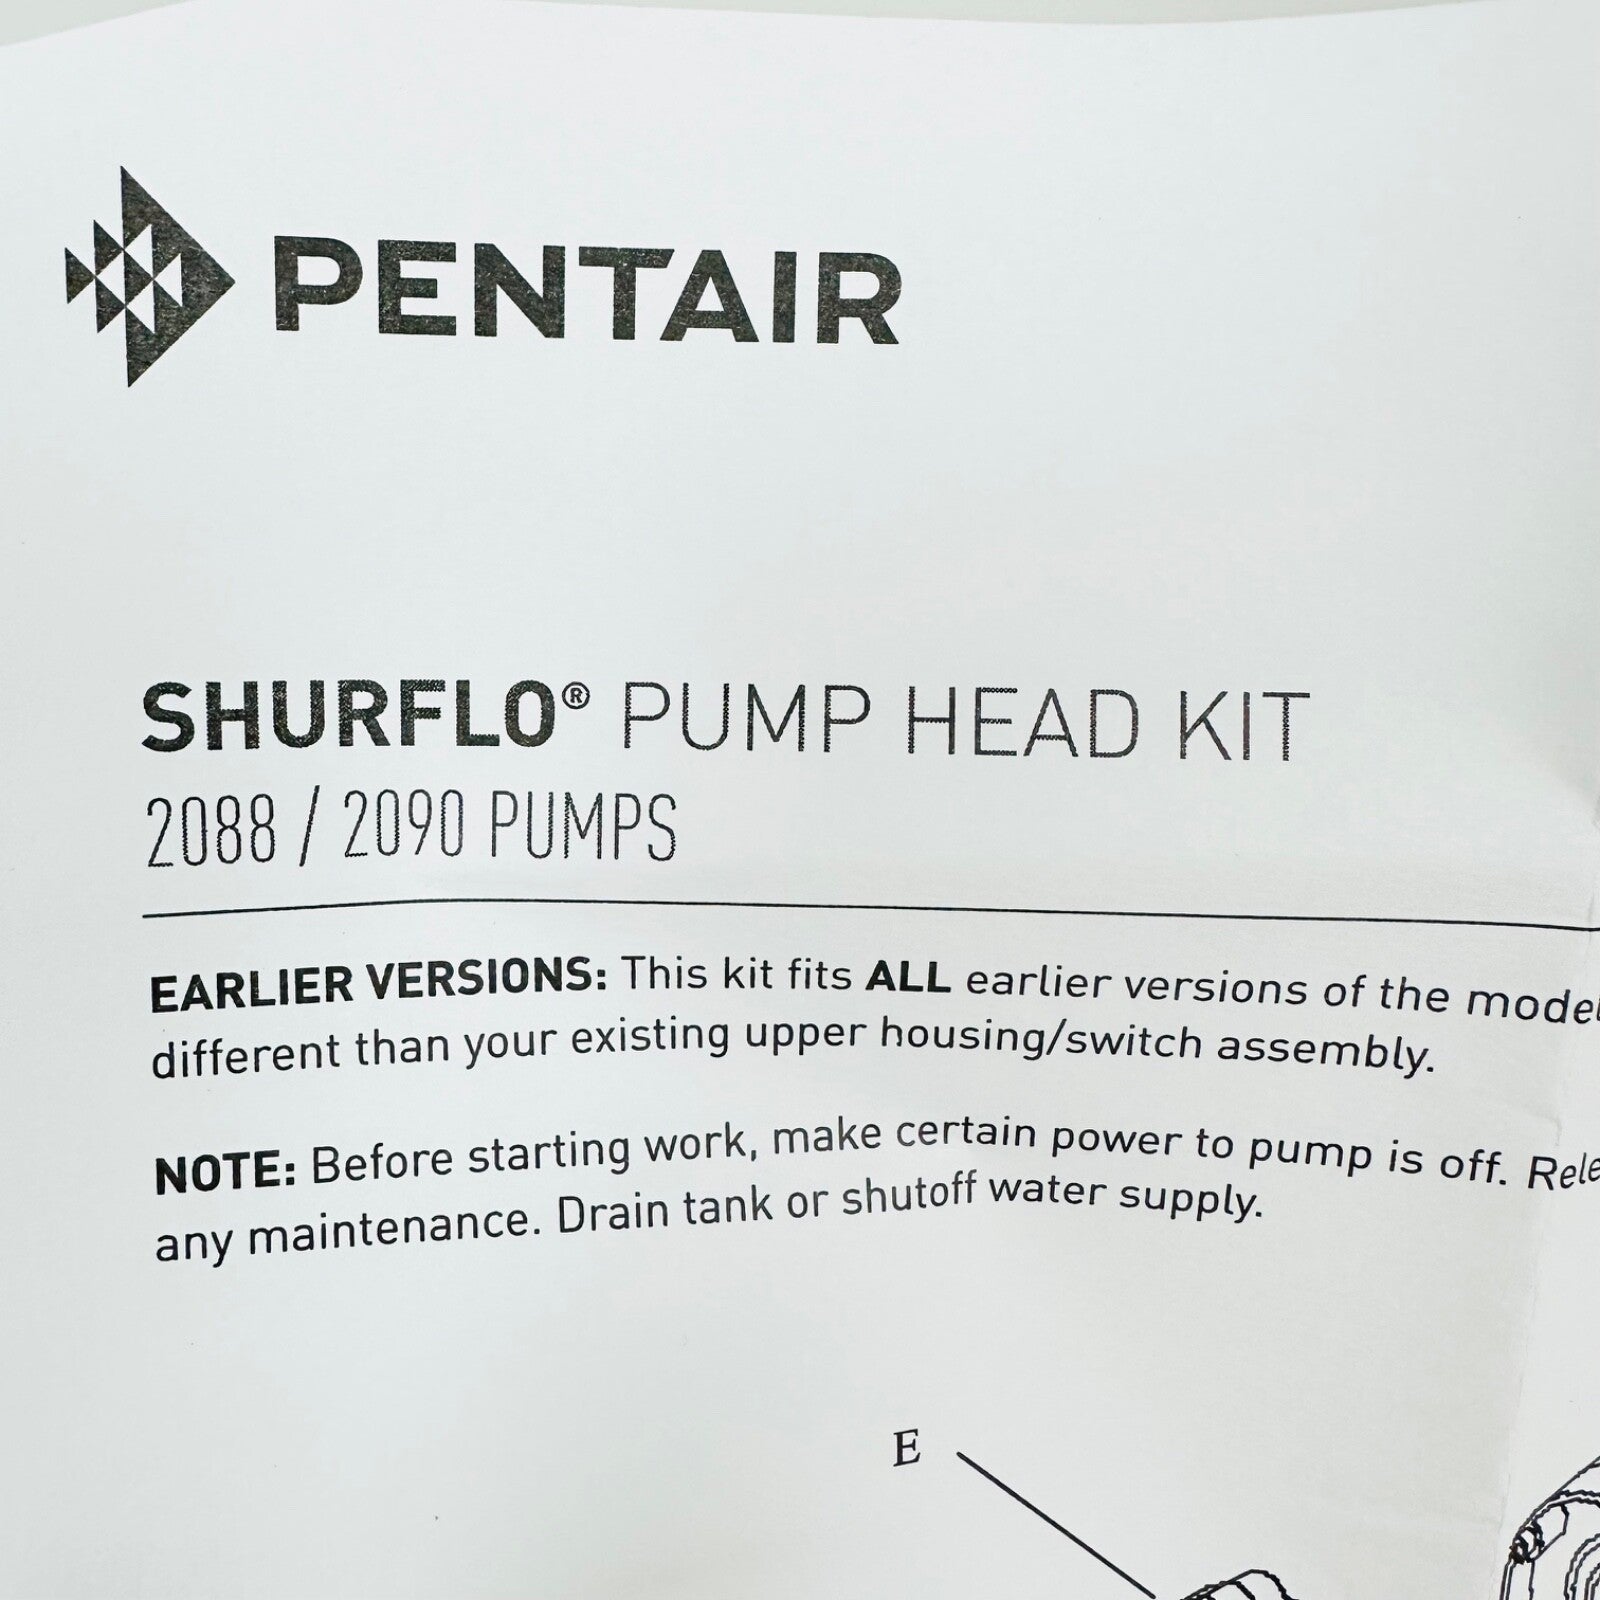 PENTAIR
SHURFLO® PUMP HEAD KIT
2088 / 2090 PUMPS
EARLIER VERSIONS: This kit fits ALL earlier versions of the model
different than your existing upper housing/switch assembly.
NOTE: Before starting work, make certain power to pump is off. Rele
any maintenance. Drain tank or shutoff water supply.
E